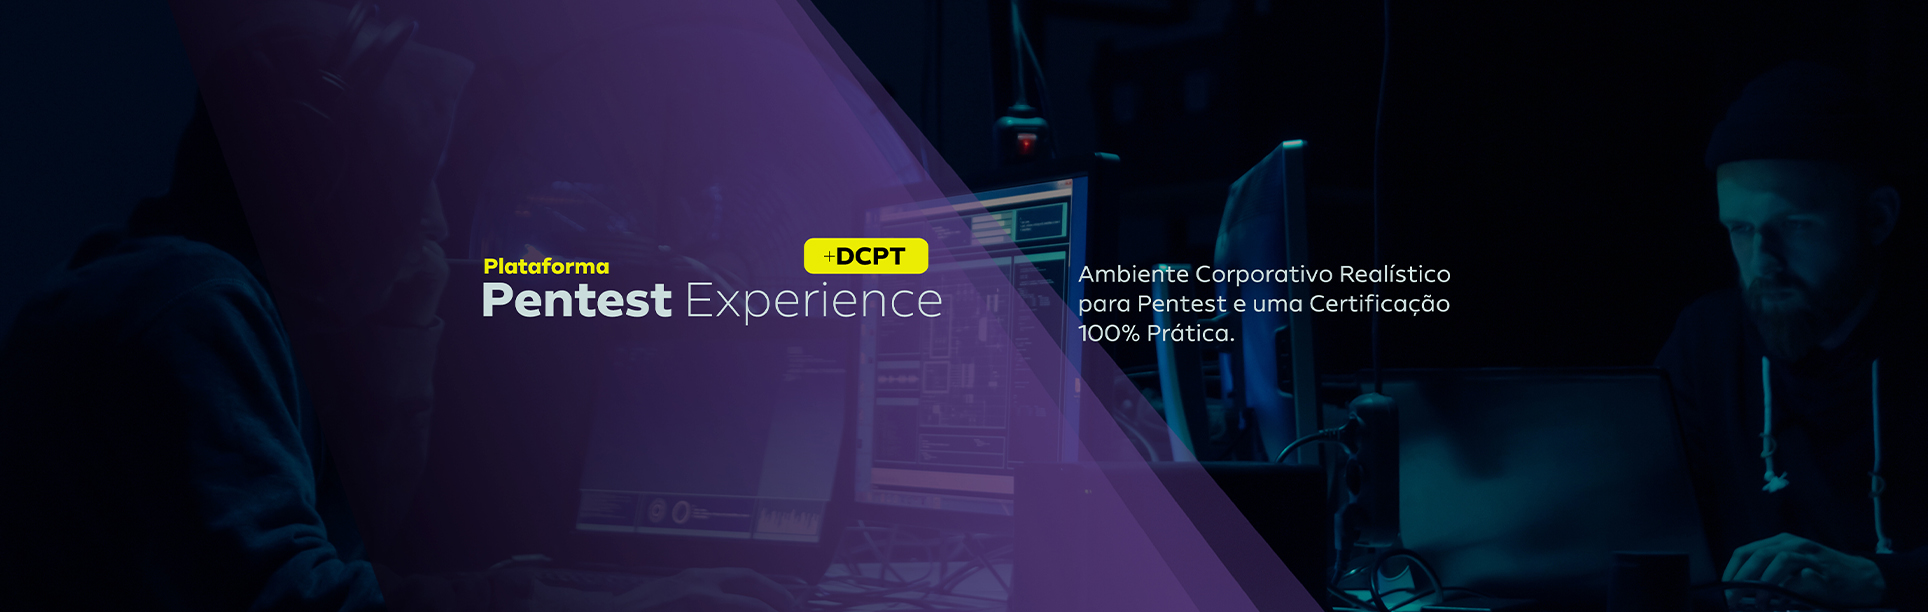 Plataforma
+DCPT
Pentest Experience
Ambiente Corporativo Realístico
para Pentest e uma Certificação
100% Prática.